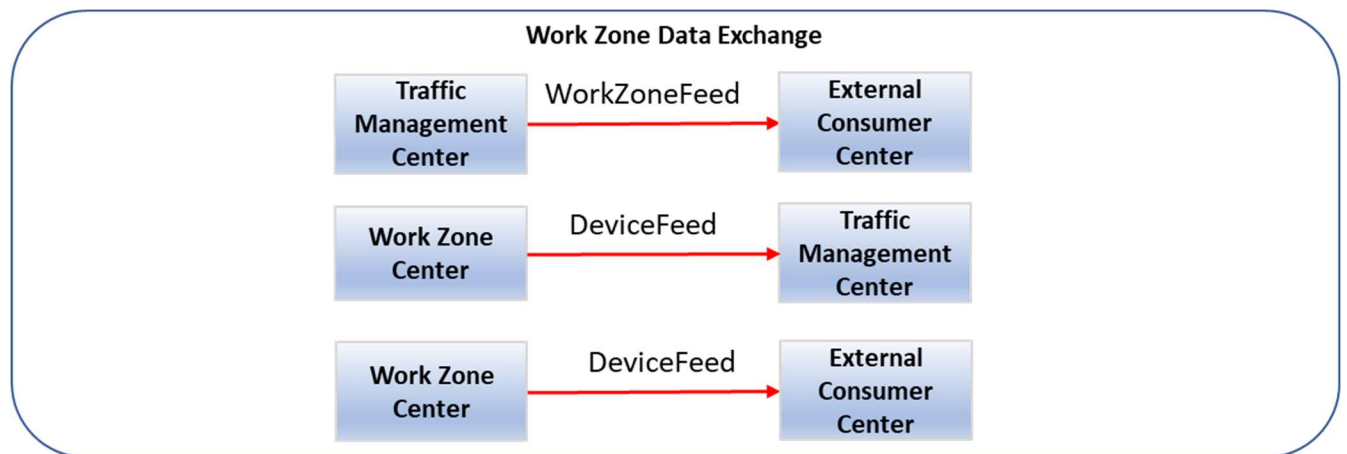 Work Zone Data Exchange
Traffic
Management
Center
WorkZoneFeed
External
Consumer
Center
Work Zone
Center
DeviceFeed
Traffic
Management
Center
Work Zone
Center
DeviceFeed
External
Consumer
Center